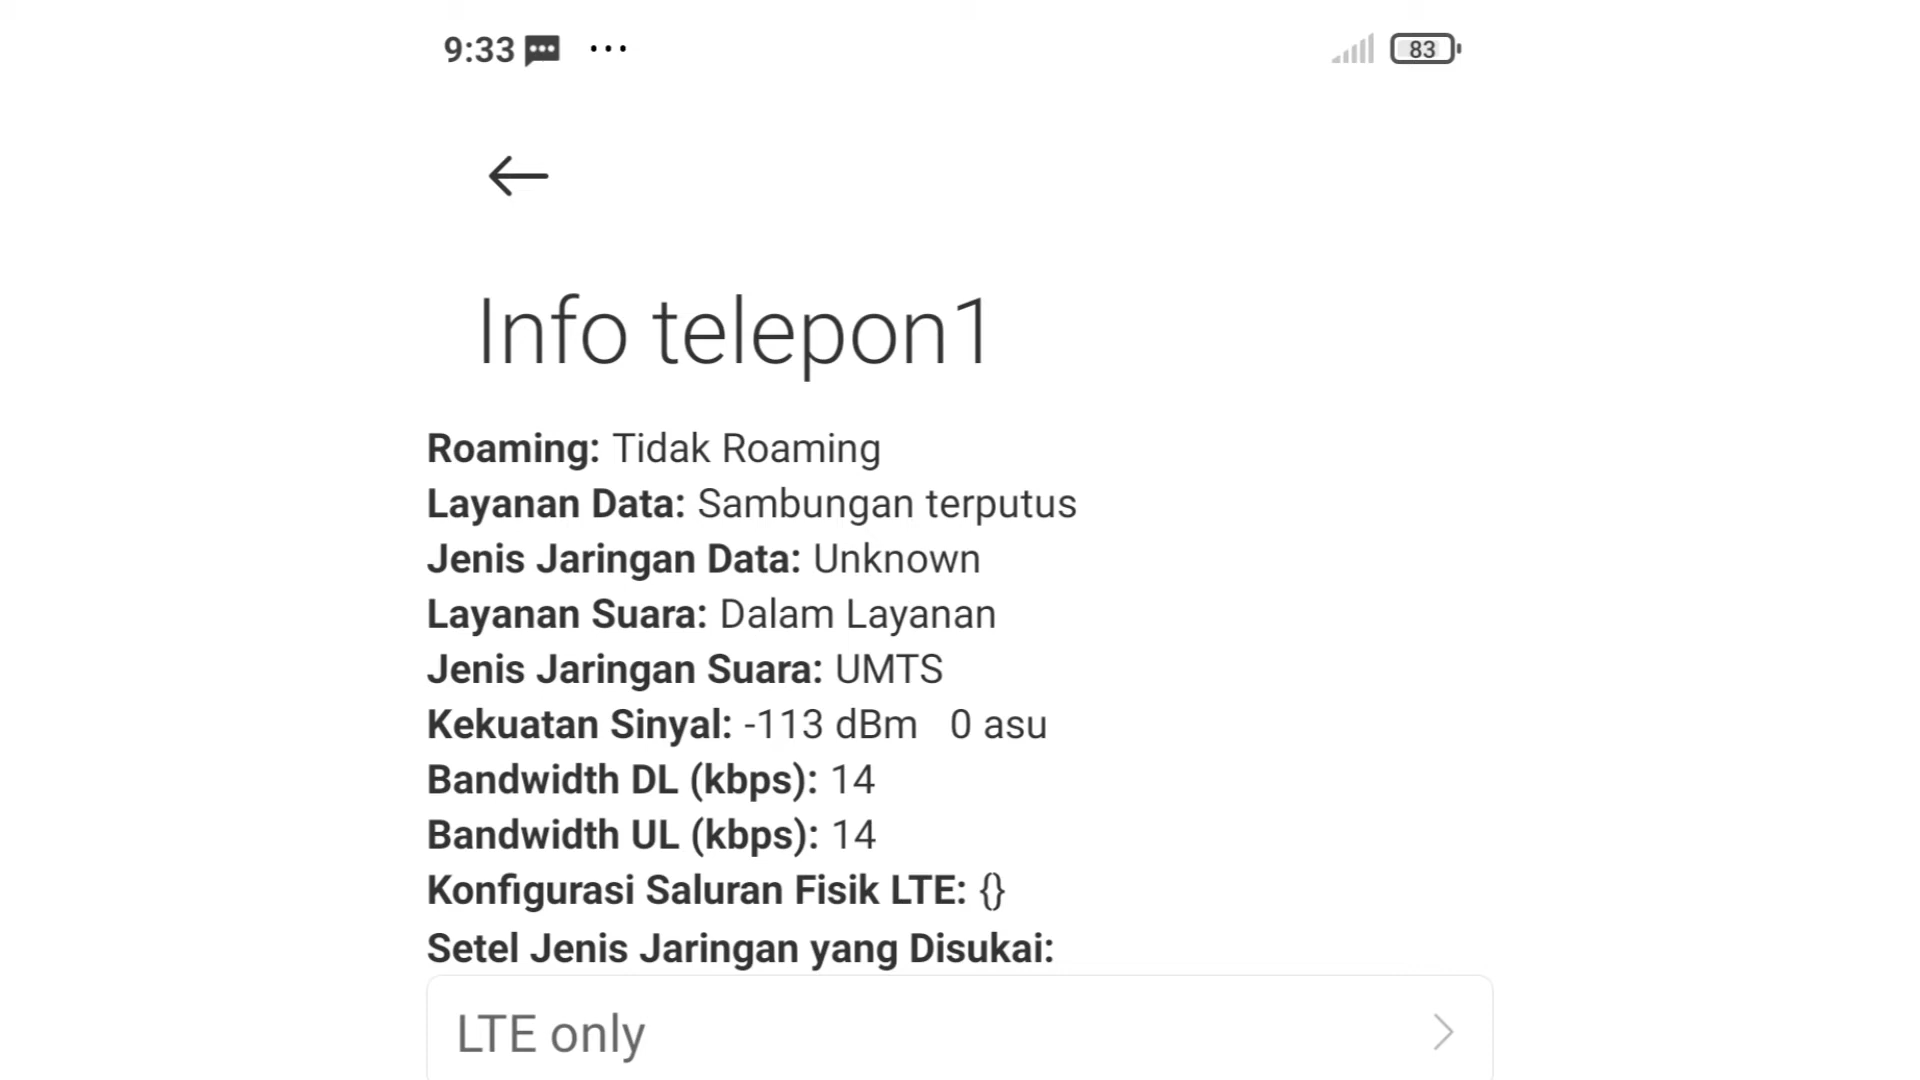 9:33
83
Info telepon1
Roaming: Tidak Roaming
Layanan Data: Sambungan terputus
Jenis Jaringan Data: Unknown
Layanan Suara: Dalam Layanan
Jenis Jaringan Suara: UMTS
Kekuatan Sinyal: -113 dBm   0 asu
Bandwidth DL (kbps): 14
Bandwidth UL (kbps): 14
Konfigurasi Saluran Fisik LTE: {}
Setel Jenis Jaringan yang Disukai:
LTE only